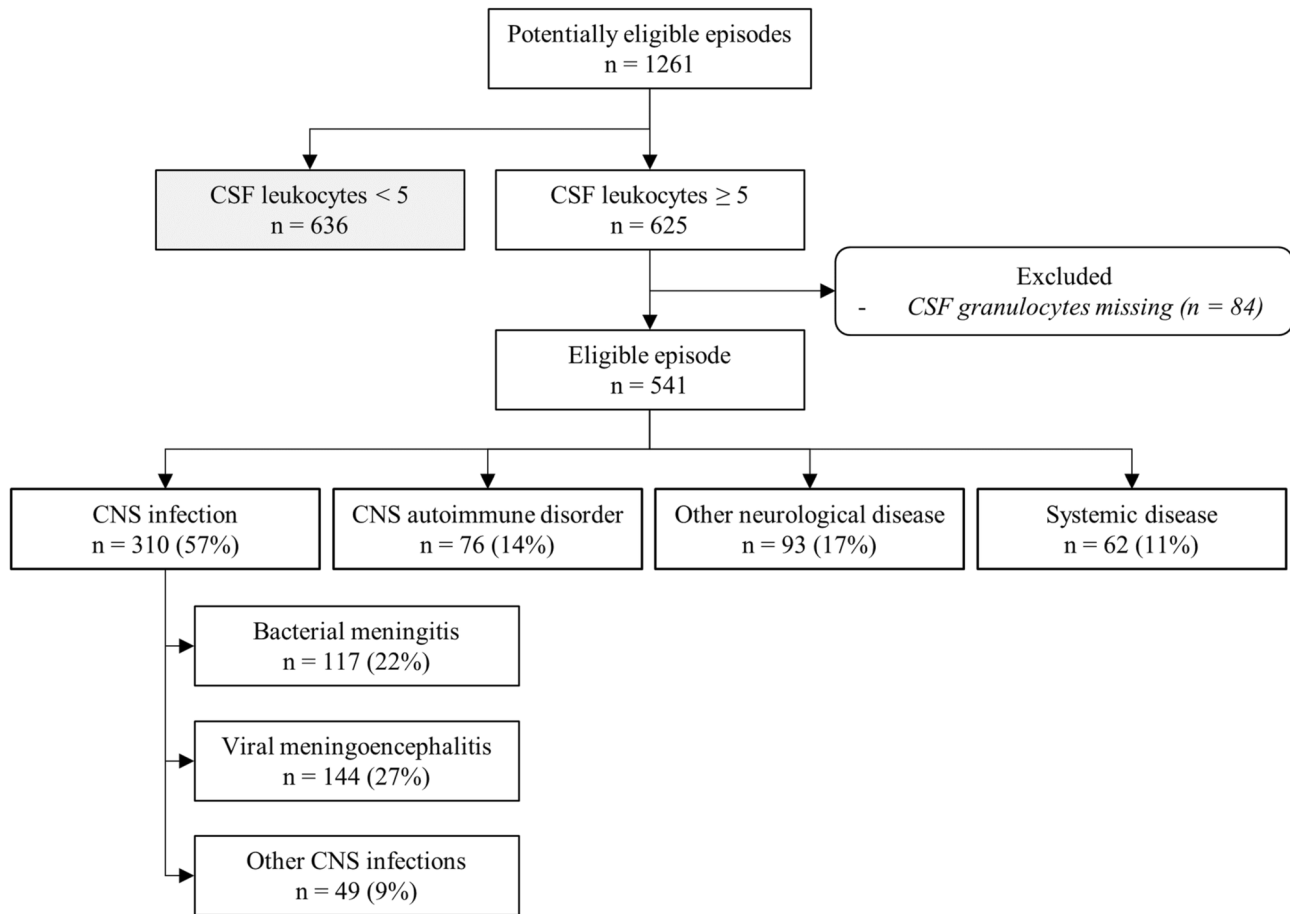 Potentially eligible episodes
n = 1261
CSF leukocytes < 5
n = 636
CSF leukocytes ≥ 5
n = 625
Excluded
- CSF granulocytes missing (n = 84)
Eligible episode
n = 541
CNS infection
n = 310 (57%)
CNS autoimmune disorder
n = 76 (14%)
Other neurological disease
n = 93 (17%)
Systemic disease
n = 62 (11%)
Bacterial meningitis
n = 117 (22%)
Viral meningoencephalitis
n = 144 (27%)
Other CNS infections
n = 49 (9%)